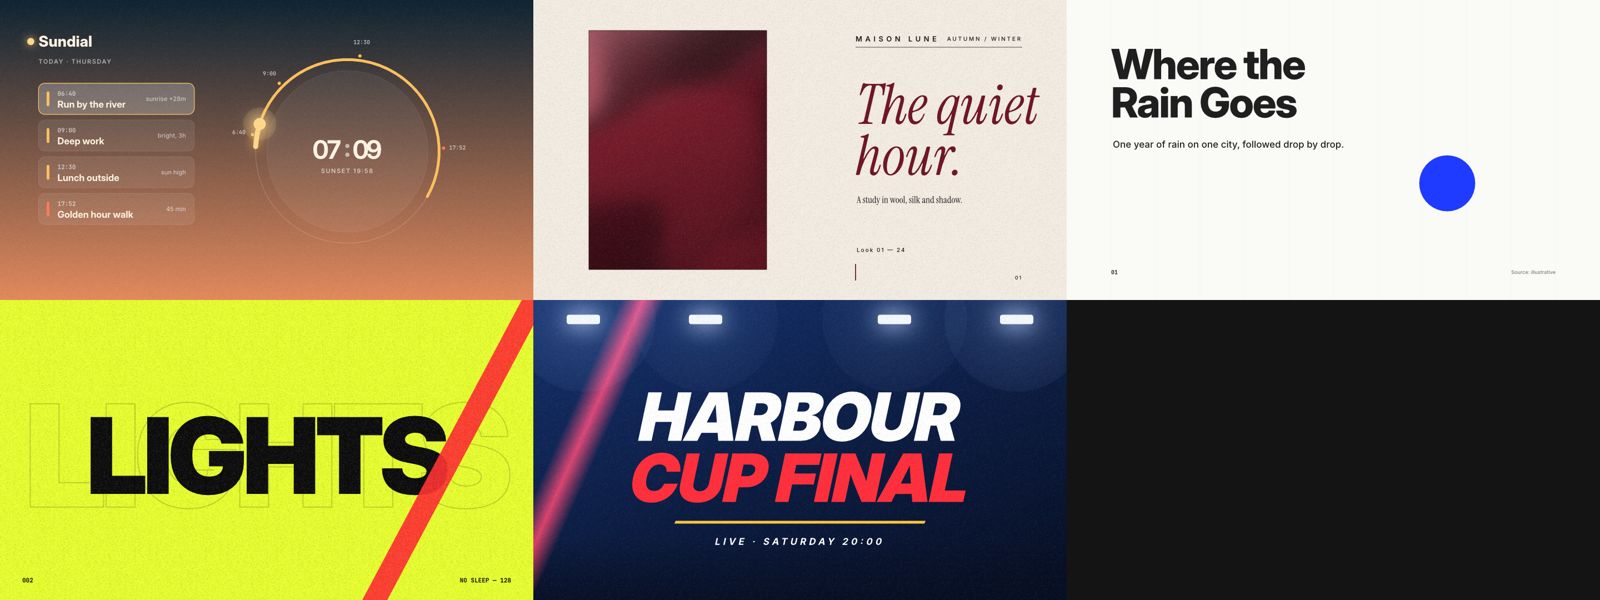 Sundial
TODAY · THURSDAY
06:40
Run by the river
sunrise +28m
09:00
Deep work
bright, 3h
12:30
Lunch outside
sun high
17:52
Golden hour walk
45 min
12:30
9:00
6:40
17:52
07:09
SUNSET 19:58
MAISON LUNE
AUTUMN / WINTER
The quiet
hour.
A study in wool, silk and shadow.
Look 01 — 24
01
Where the
Rain Goes
One year of rain on one city, followed drop by drop.
01
Source: illustrative
LIGHTS
LIGHTS
002
NO SLEEP — 128
HARBOUR
CUP FINAL
LIVE · SATURDAY 20:00